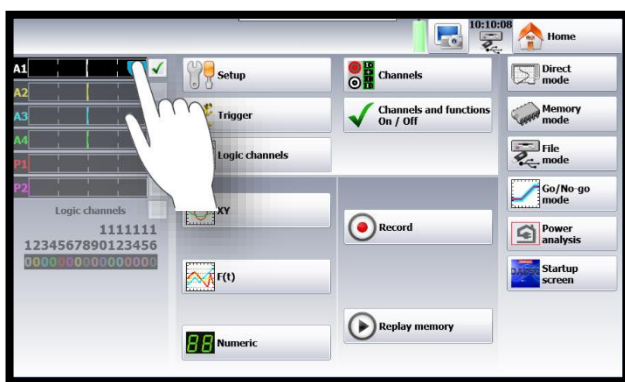 10:10:08
Home
A1
A2
A3
A4
P1
P2
Logic channels
1111111
1234567890123456
0000000000000000
Setup
Trigger
Logic channels
XY
F(t)
88 Numeric
Channels
Channels and functions
On / Off
Record
Replay memory
Direct
mode
Memory
mode
File
mode
Go/No-go
mode
Power
analysis
Startup
screen